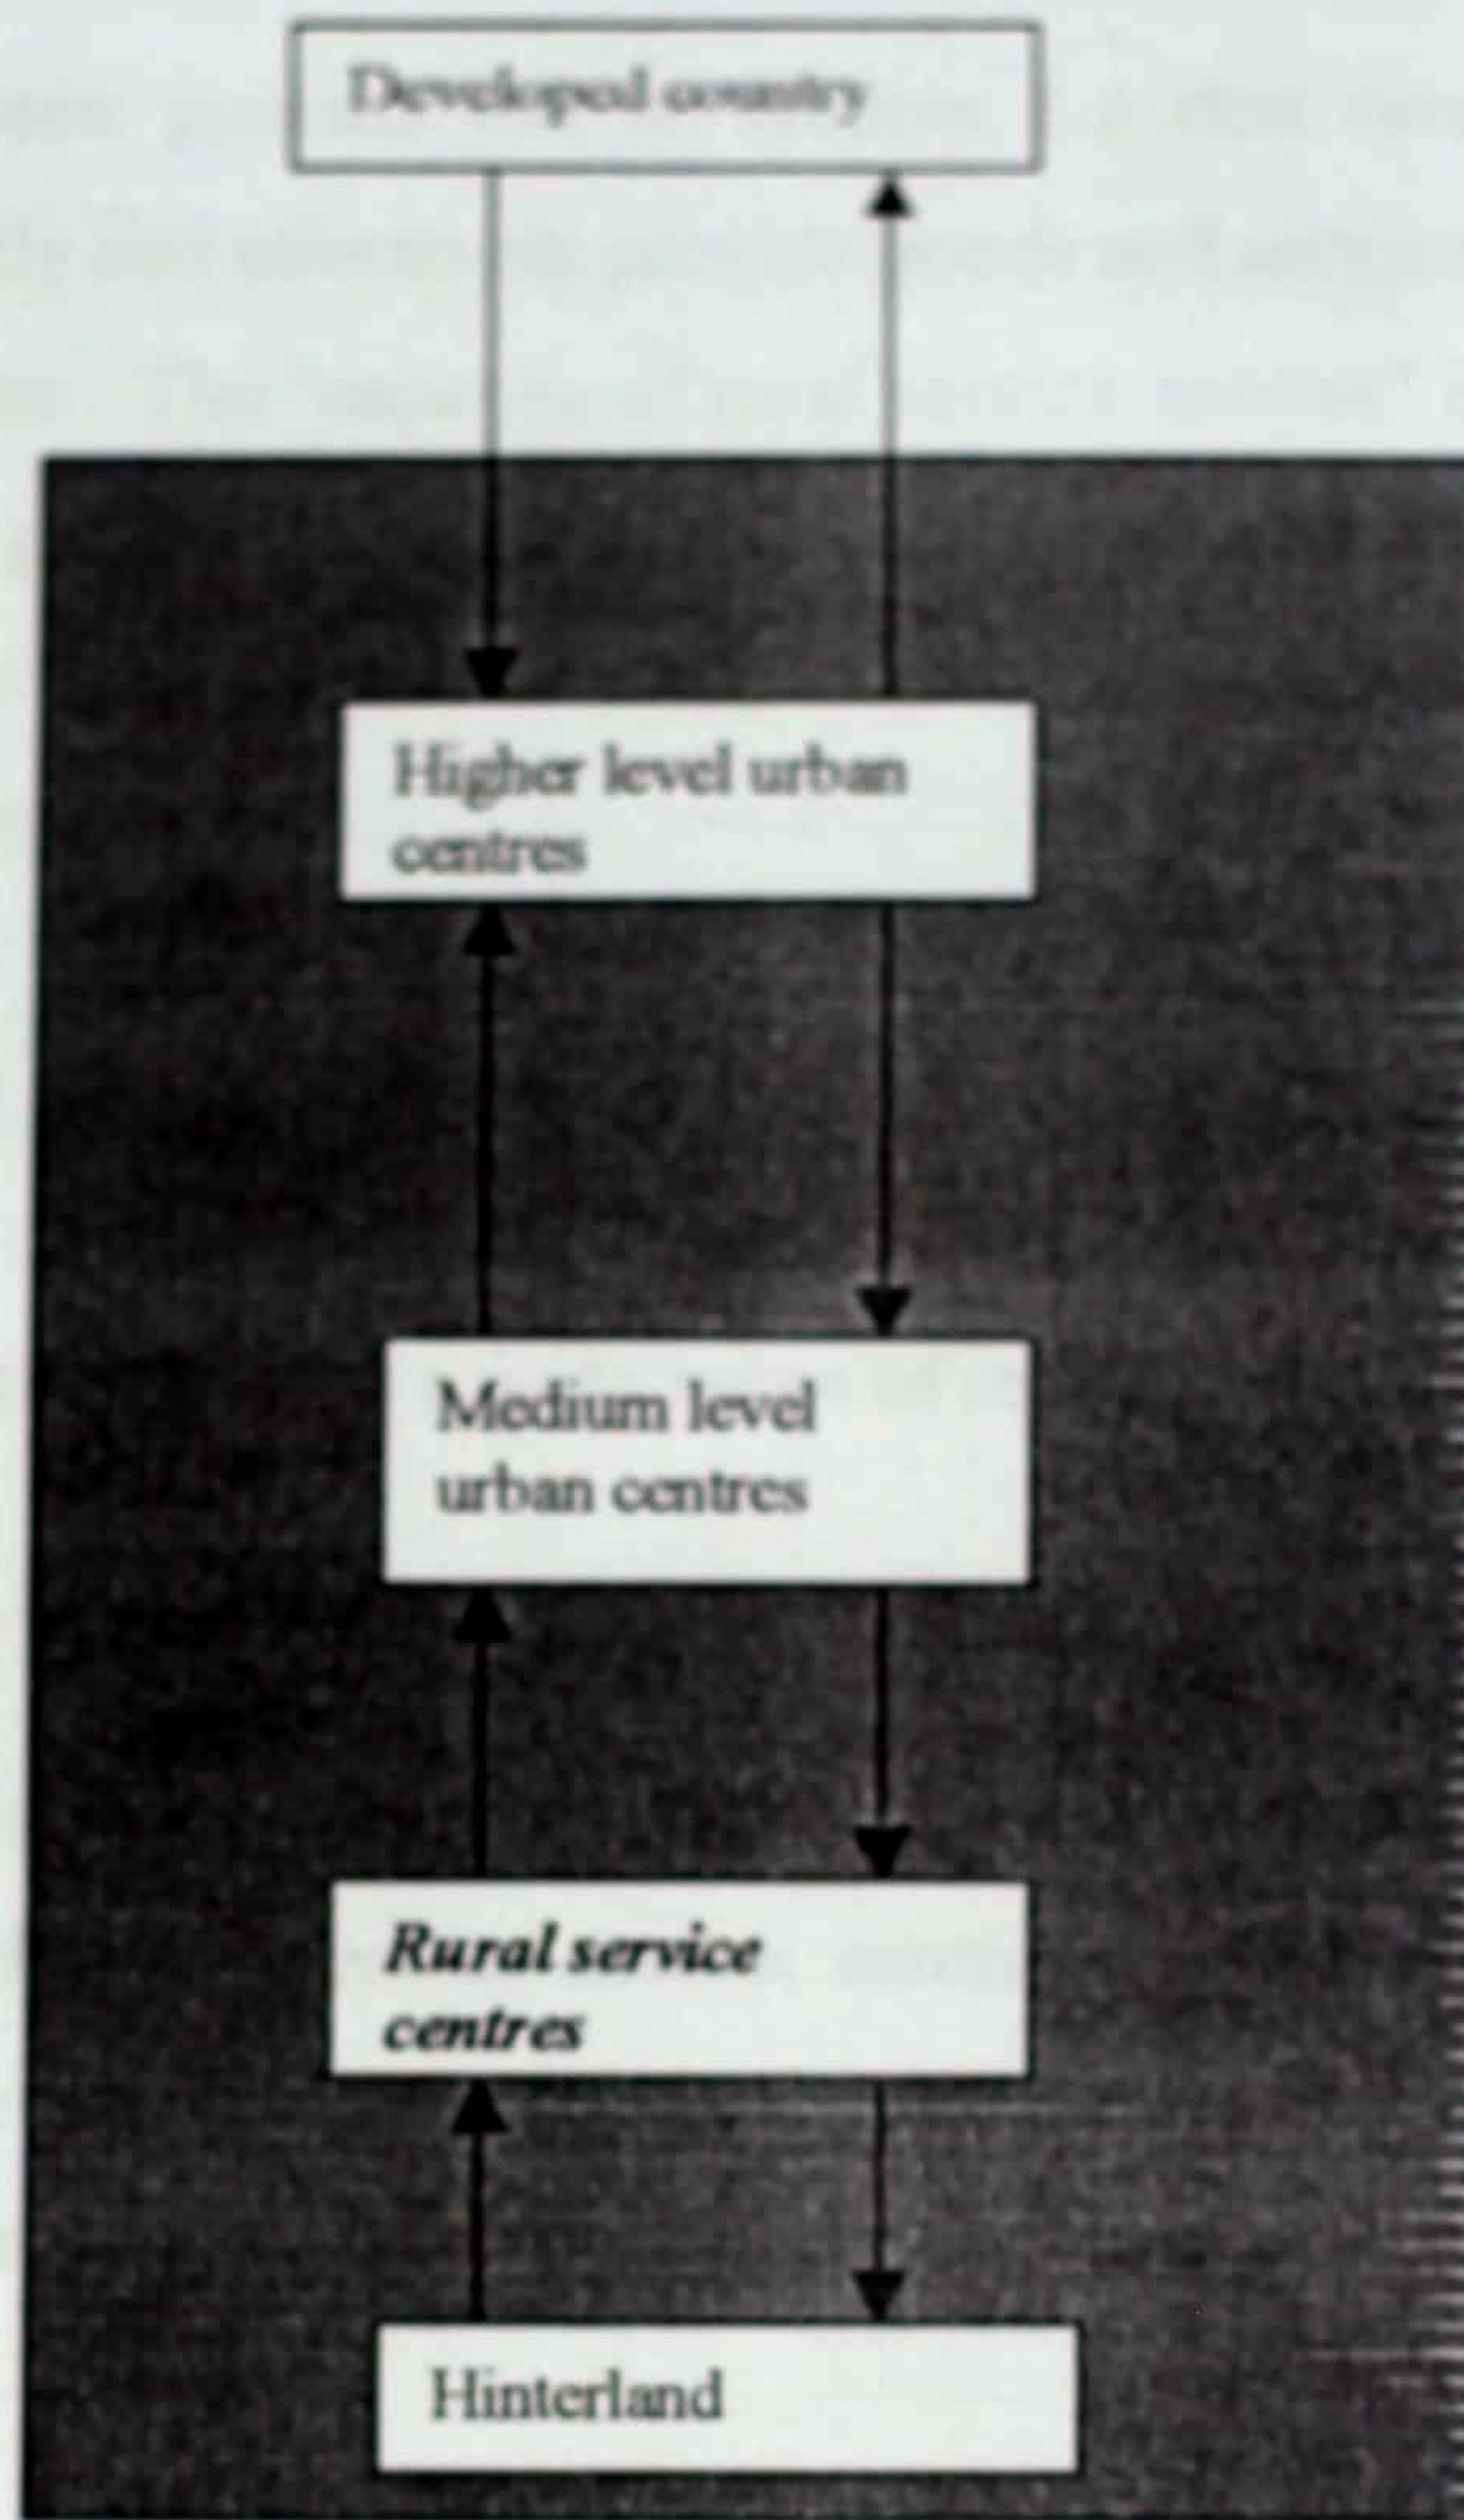 Developed country
Higher level urban
centres
Medium level
urban centres
Rural service
centres
Hinterland